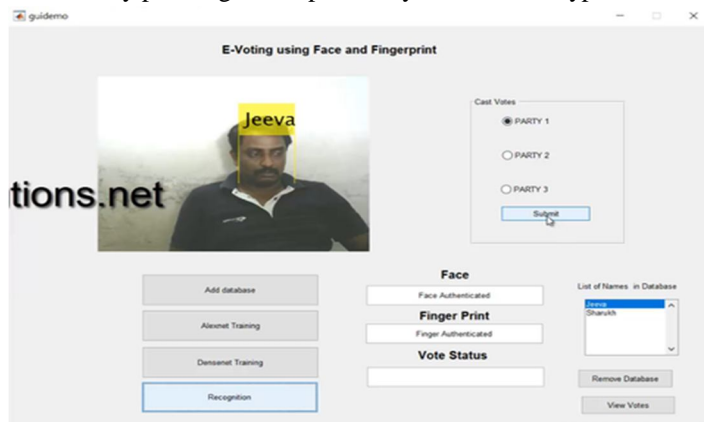 guidemo
E-Voting using Face and Fingerprint
Jeeva
tions.net
Cast Votes
PARTY 1
PARTY 2
PARTY 3
Submit
Add database
Alexnet Training
Densenet Training
Recognition
Face
Face Authenticated
Finger Print
Finger Authenticated
Vote Status
List of Names in Database
Jeeva
Sharukh
Remove Database
View Votes